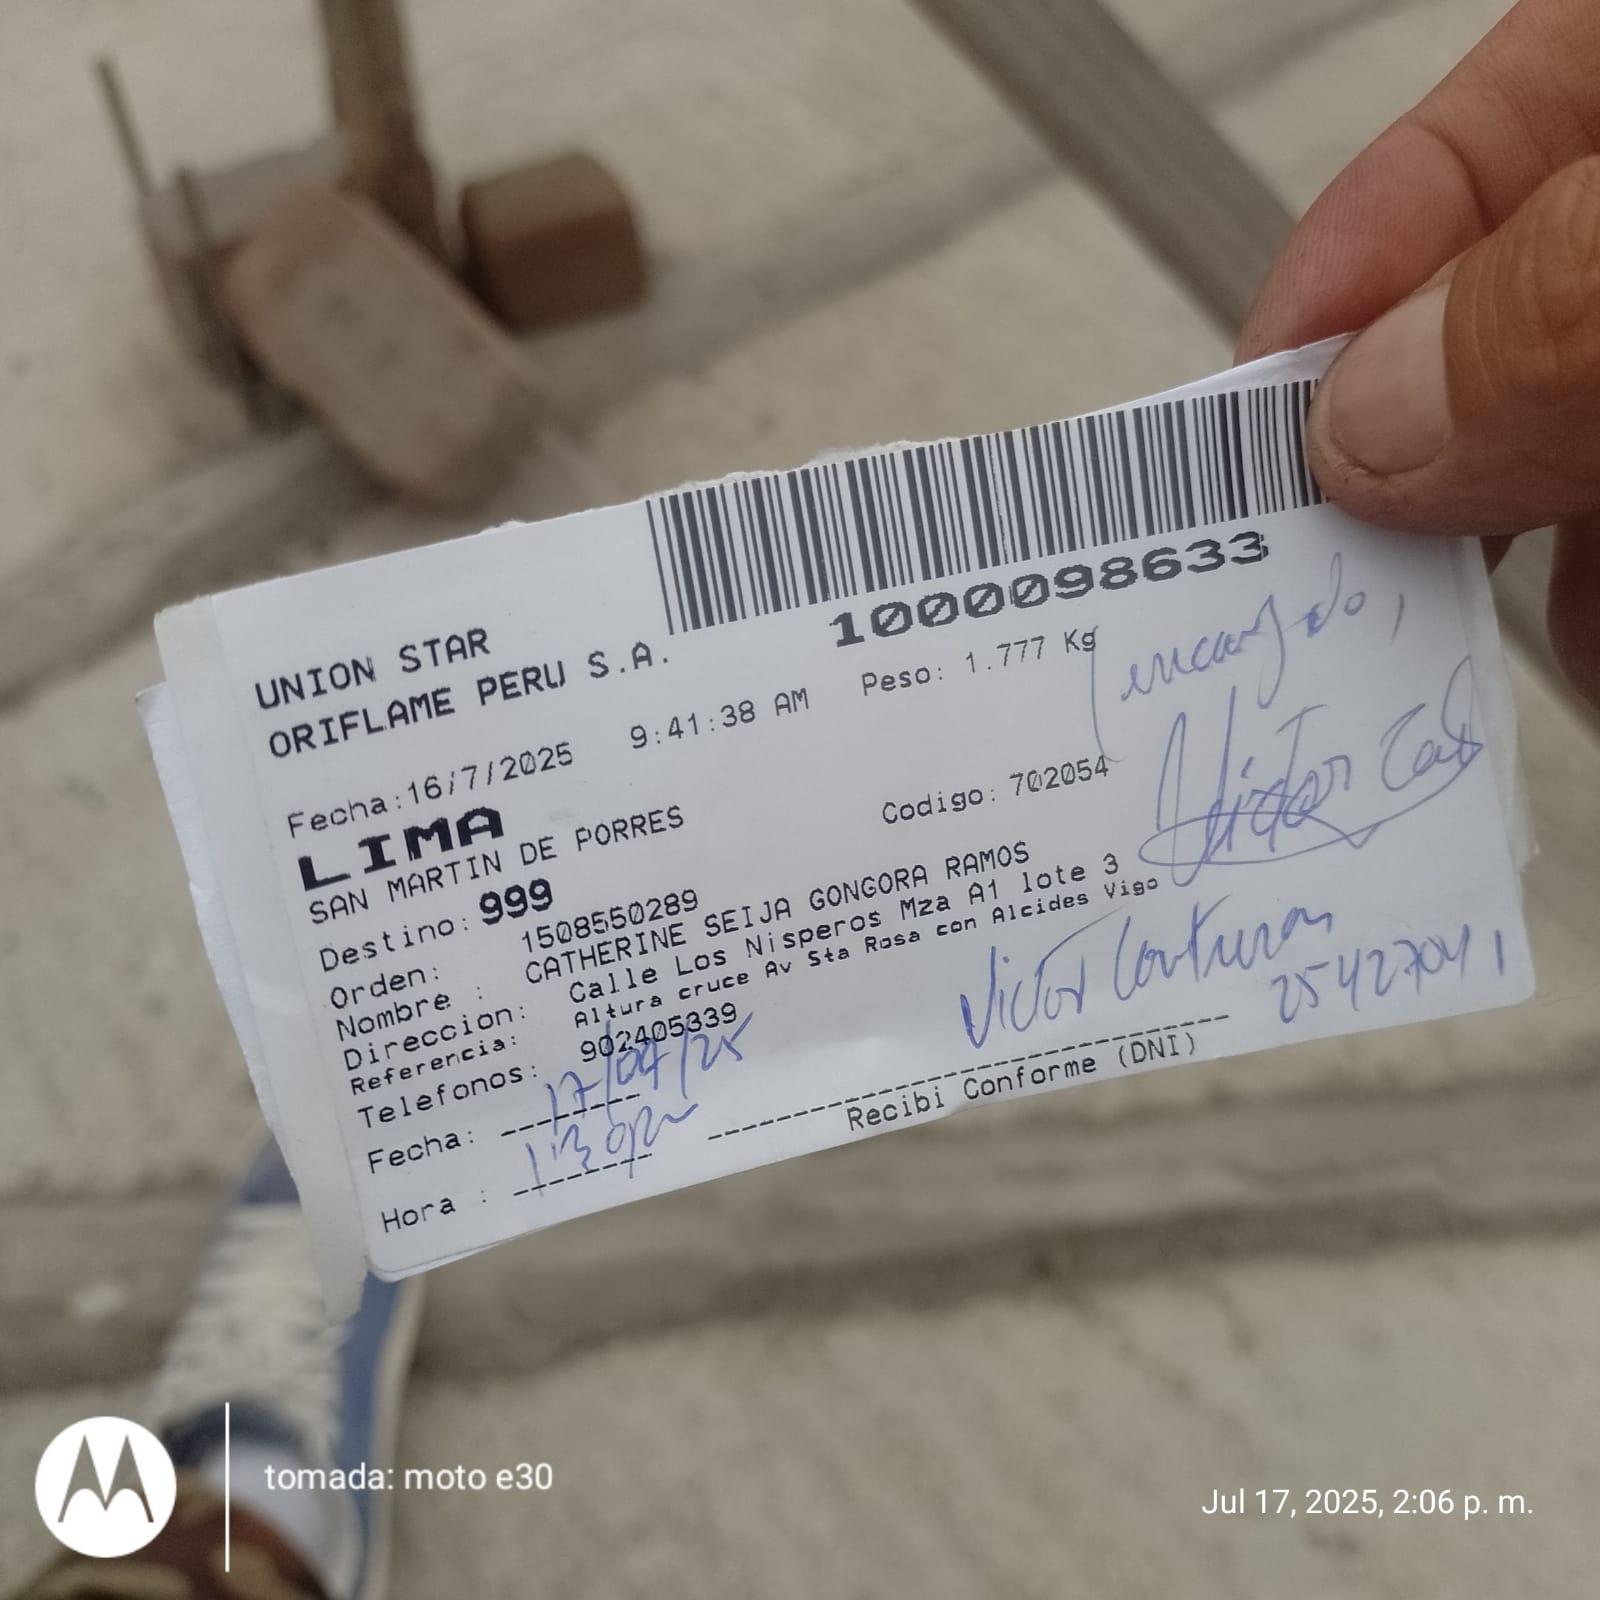 1000098633
UNION STAR
ORIFLAME PERU S.A.
Fecha:16/7/2025 9:41:38 AM Peso: 1.777 Kg
encargado,
LIMA
SAN MARTIN DE PORRES Codigo: 702054
Destino: 999
Orden: 1508550289
Nombre : CATHERINE SEIJA GONGORA RAMOS
Direccion: Calle Los Nisperos Mza A1 lote 3
Referencia: Altura cruce Av Sta Rosa con Alcides Vigo
Telefonos: 902405339
Victor
Victor Contreras
25427041
Fecha: 17/07/25
Hora : 1:30pm
Recibi Conforme (DNI)
tomada: moto e30
Jul 17, 2025, 2:06 p. m.